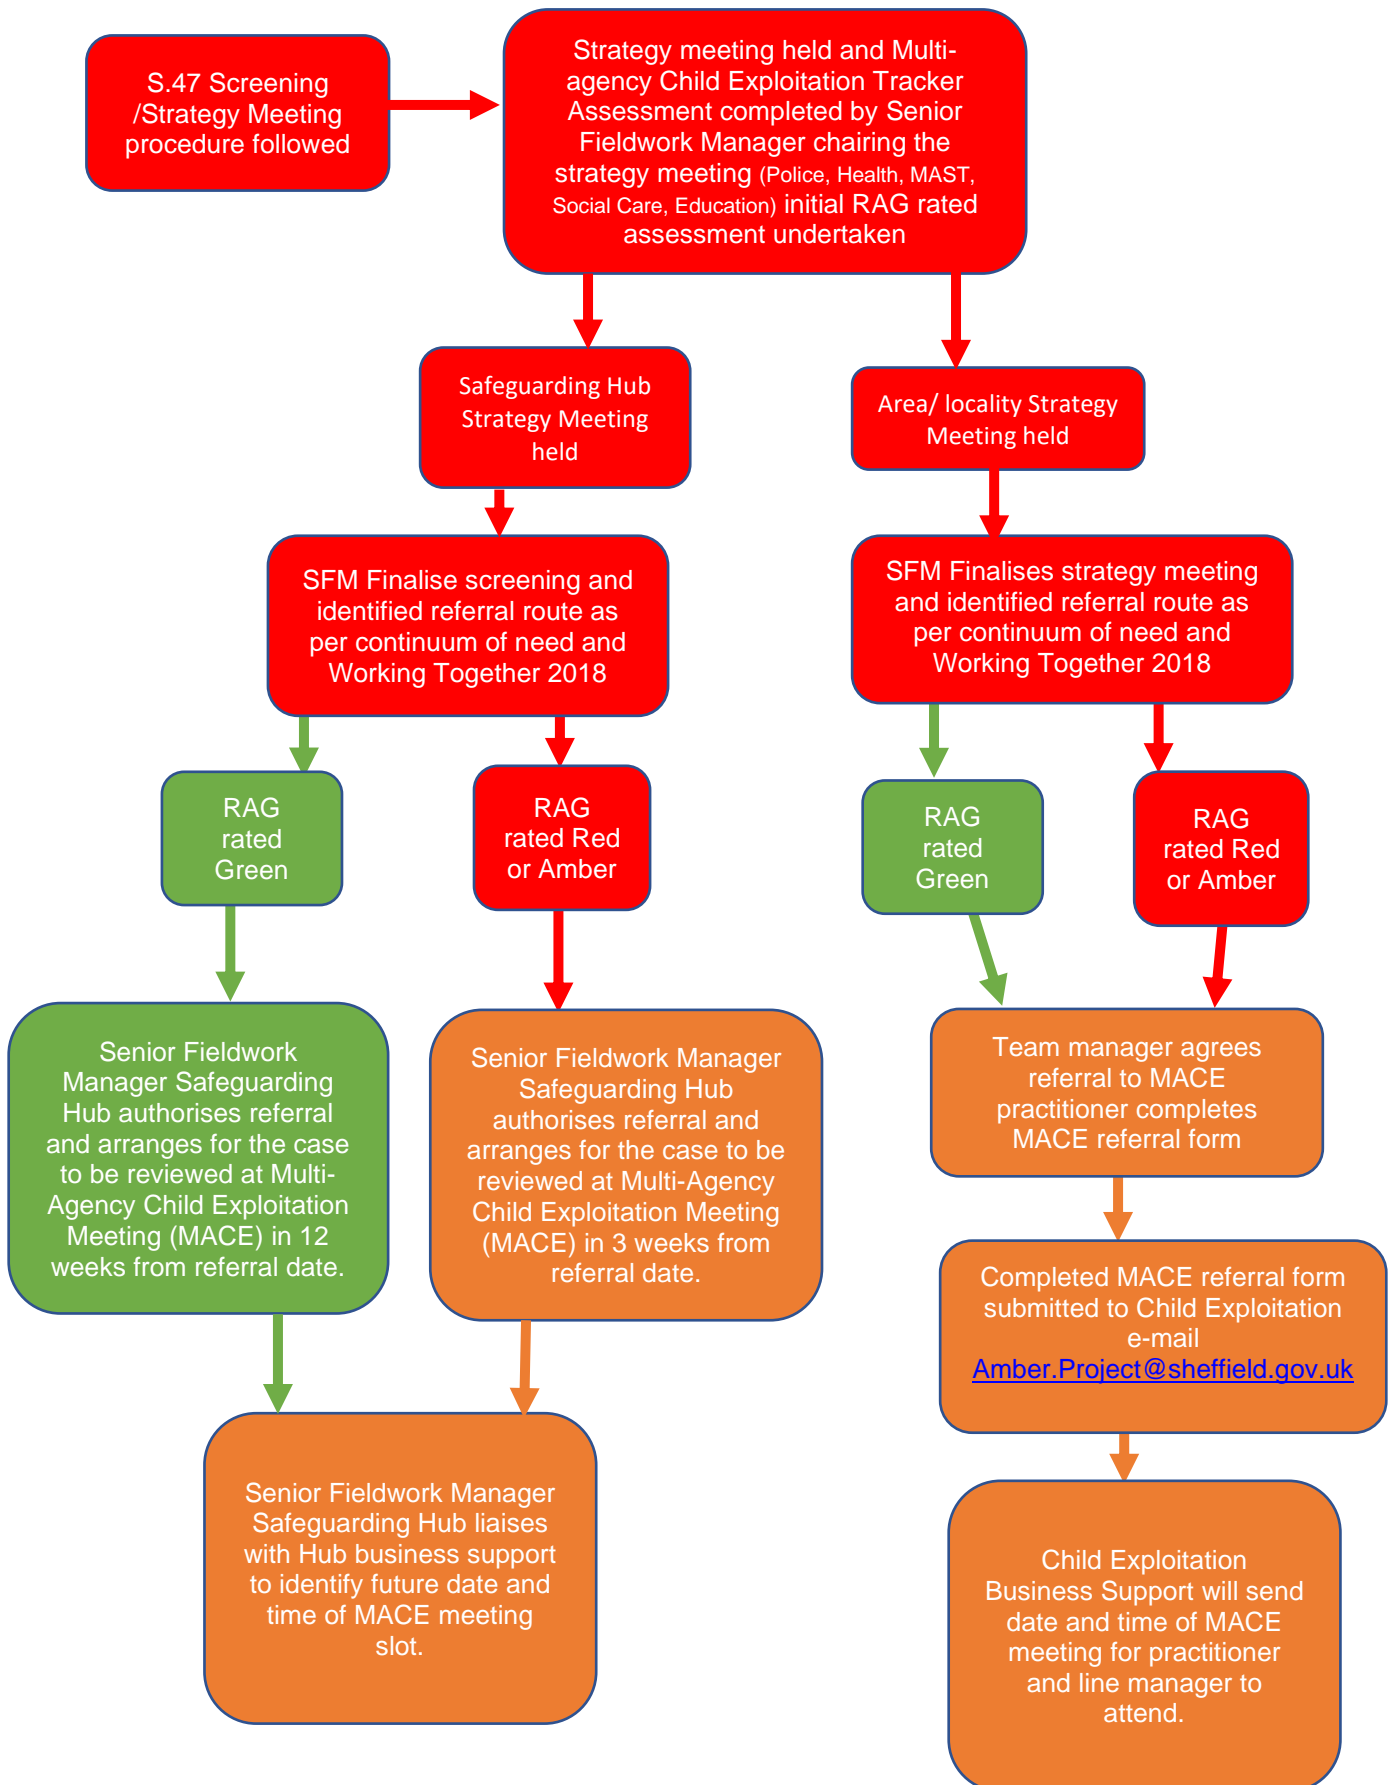 S.47 Screening
/Strategy Meeting
procedure followed
Strategy meeting held and Multi-
agency Child Exploitation Tracker
Assessment completed by Senior
Fieldwork Manager chairing the
strategy meeting (Police, Health, MAST,
Social Care, Education) initial RAG rated
assessment undertaken
Safeguarding Hub
Strategy Meeting
held
Area/ locality Strategy
Meeting held
SFM Finalise screening and
identified referral route as
per continuum of need and
Working Together 2018
SFM Finalises strategy meeting
and identified referral route as
per continuum of need and
Working Together 2018
RAG
rated
Green
RAG
rated Red
or Amber
RAG
rated
Green
RAG
rated Red
or Amber
Senior Fieldwork
Manager Safeguarding
Hub authorises referral
and arranges for the case
to be reviewed at Multi-
Agency Child Exploitation
Meeting (MACE) in 12
weeks from referral date.
Senior Fieldwork Manager
Safeguarding Hub
authorises referral and
arranges for the case to be
reviewed at Multi-Agency
Child Exploitation Meeting
(MACE) in 3 weeks from
referral date.
Team manager agrees
referral to MACE
practitioner completes
MACE referral form
Completed MACE referral form
submitted to Child Exploitation
e-mail
Amber.Project@sheffield.gov.uk
Senior Fieldwork Manager
Safeguarding Hub liaises
with Hub business support
to identify future date and
time of MACE meeting
slot.
Child Exploitation
Business Support will send
date and time of MACE
meeting for practitioner
and line manager to
attend.